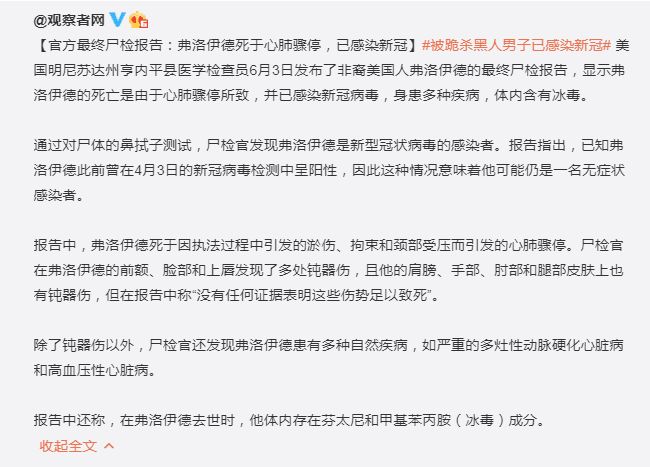 @观察者网
【官方最终尸检报告：弗洛伊德死于心肺骤停，已感染新冠】#被跪杀黑人男子已感染新冠# 美
国明尼苏达州亨内平县医学检查员6月3日发布了非裔美国人弗洛伊德的最终尸检报告，显示弗
洛伊德的死亡是由于心肺骤停所致，并已感染新冠病毒，身患多种疾病，体内含有冰毒。
通过对尸体的鼻拭子测试，尸检官发现弗洛伊德是新型冠状病毒的感染者。报告指出，已知弗
洛伊德此前曾在4月3日的新冠病毒检测中呈阳性，因此这种情况意味着他可能仍是一名无症状
感染者。
报告中，弗洛伊德死于因执法过程中引发的淤伤、拘束和颈部受压而引发的心肺骤停。尸检官
在弗洛伊德的前额、脸部和上唇发现了多处钝器伤，且他的肩膀、手部、肘部和腿部皮肤上也
有钝器伤，但在报告中称“没有任何证据表明这些伤势足以致死”。
除了钝器伤以外，尸检官还发现弗洛伊德患有多种自然疾病，如严重的多灶性动脉硬化心脏病
和高血压性心脏病。
报告中还称，在弗洛伊德去世时，他体内存在芬太尼和甲基苯丙胺（冰毒）成分。
收起全文